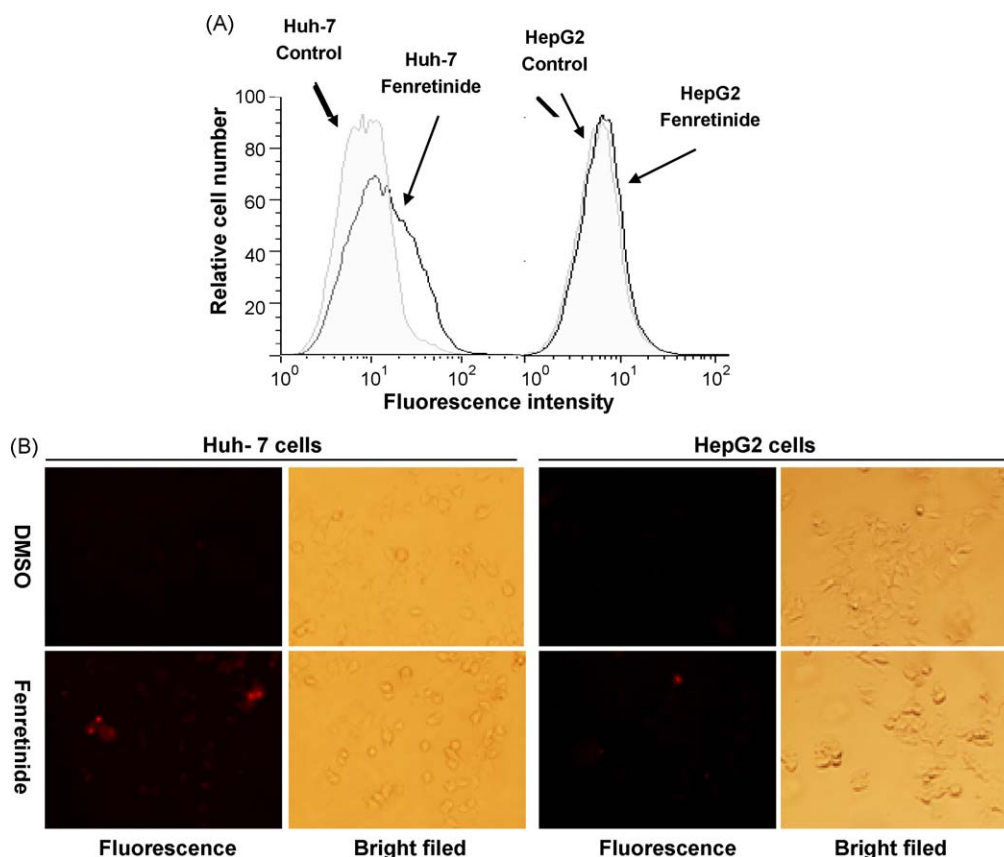 (A)
Huh-7
Control
Huh-7
Fenretinide
HepG2
Control
HepG2
Fenretinide
Relative cell number
100
80
60
40
20
10⁰ 10¹ 10² 10⁰ 10¹ 10²
Fluorescence intensity
(B)
Huh- 7 cells
HepG2 cells
DMSO
Fenretinide
Fluorescence
Bright filed
Fluorescence
Bright filed